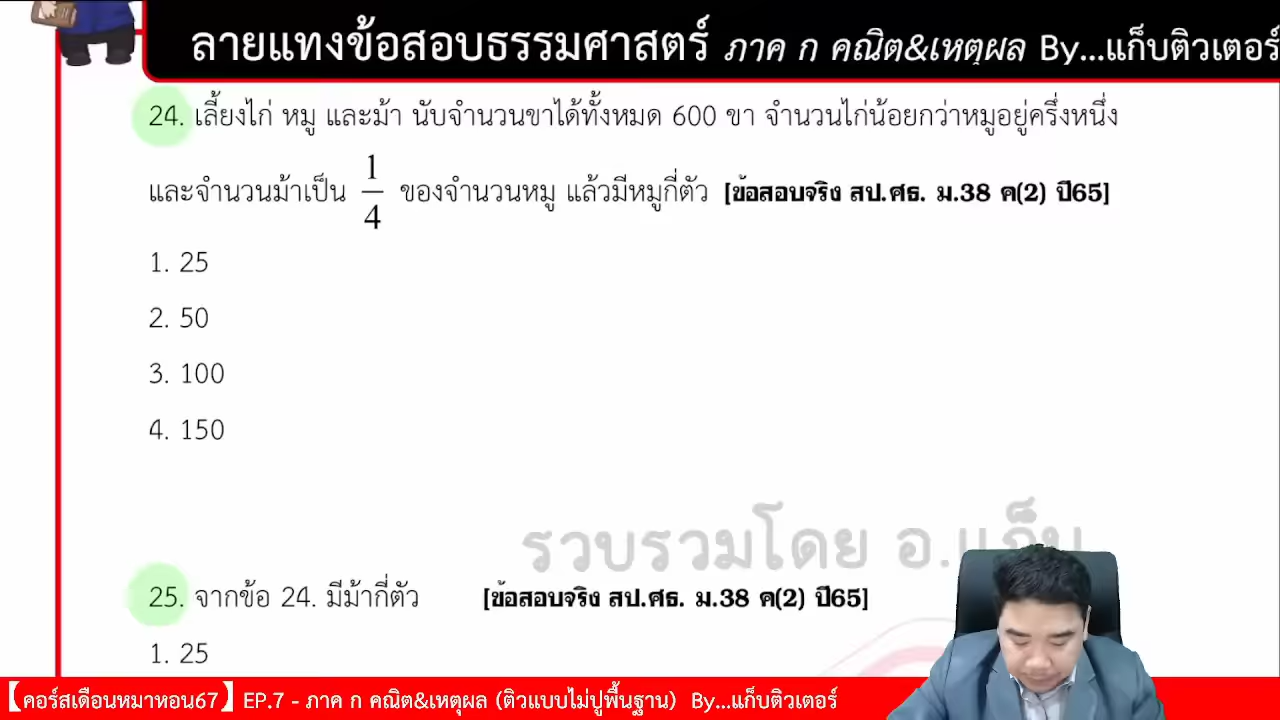 ลายแทงข้อสอบธรรมศาสตร์ ภาค ก คณิต&เหตุผล By...แก็บติวเตอร์
24. เลี้ยงไก่ หมู และม้า นับจำนวนขาได้ทั้งหมด 600 ขา จำนวนไก่น้อยกว่าหมูอยู่ครึ่งหนึ่ง
และจำนวนม้าเป็น 1/4 ของจำนวนหมู แล้วมีหมูกี่ตัว [ข้อสอบจริง สป.ศธ. ม.38 ค(2) ปี65]
1. 25
2. 50
3. 100
4. 150
รวบรวมโดย อ.แก็บ
25. จากข้อ 24. มีม้ากี่ตัว [ข้อสอบจริง สป.ศธ. ม.38 ค(2) ปี65]
1. 25
【คอร์สเดือนหมาหอน67】 EP.7 - ภาค ก คณิต&เหตุผล (ติวแบบไม่ปูพื้นฐาน) By...แก็บติวเตอร์